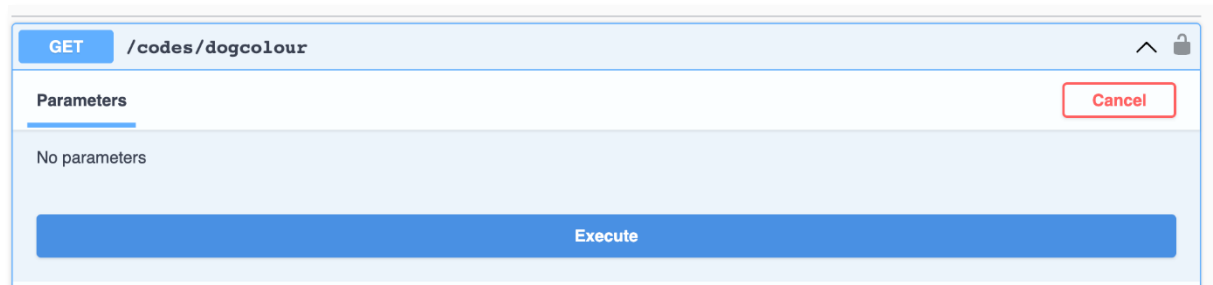 GET /codes/dogcolour
Parameters
Cancel
No parameters
Execute